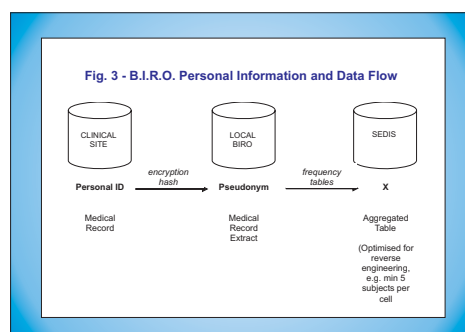 Fig. 3 - B.I.R.O. Personal Information and Data Flow
CLINICAL
SITE
LOCAL
BIRO
SEDIS
Personal ID
encryption
hash
Pseudonym
frequency
tables
X
Medical
Record
Medical
Record
Extract
Aggregated
Table
(Optimised for
reverse
engineering,
e.g. min 5
subjects per
cell